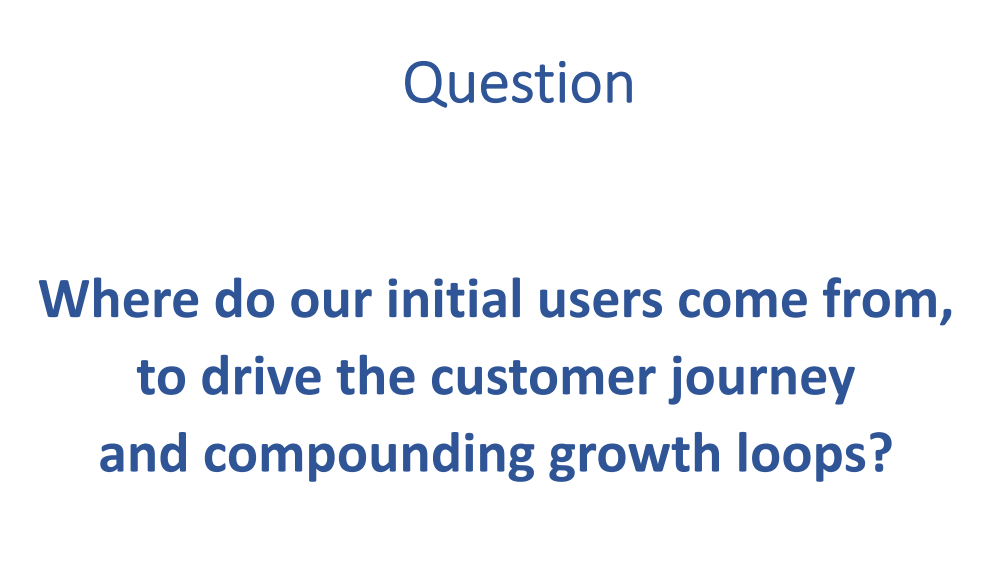 Question
Where do our initial users come from,
to drive the customer journey
and compounding growth loops?